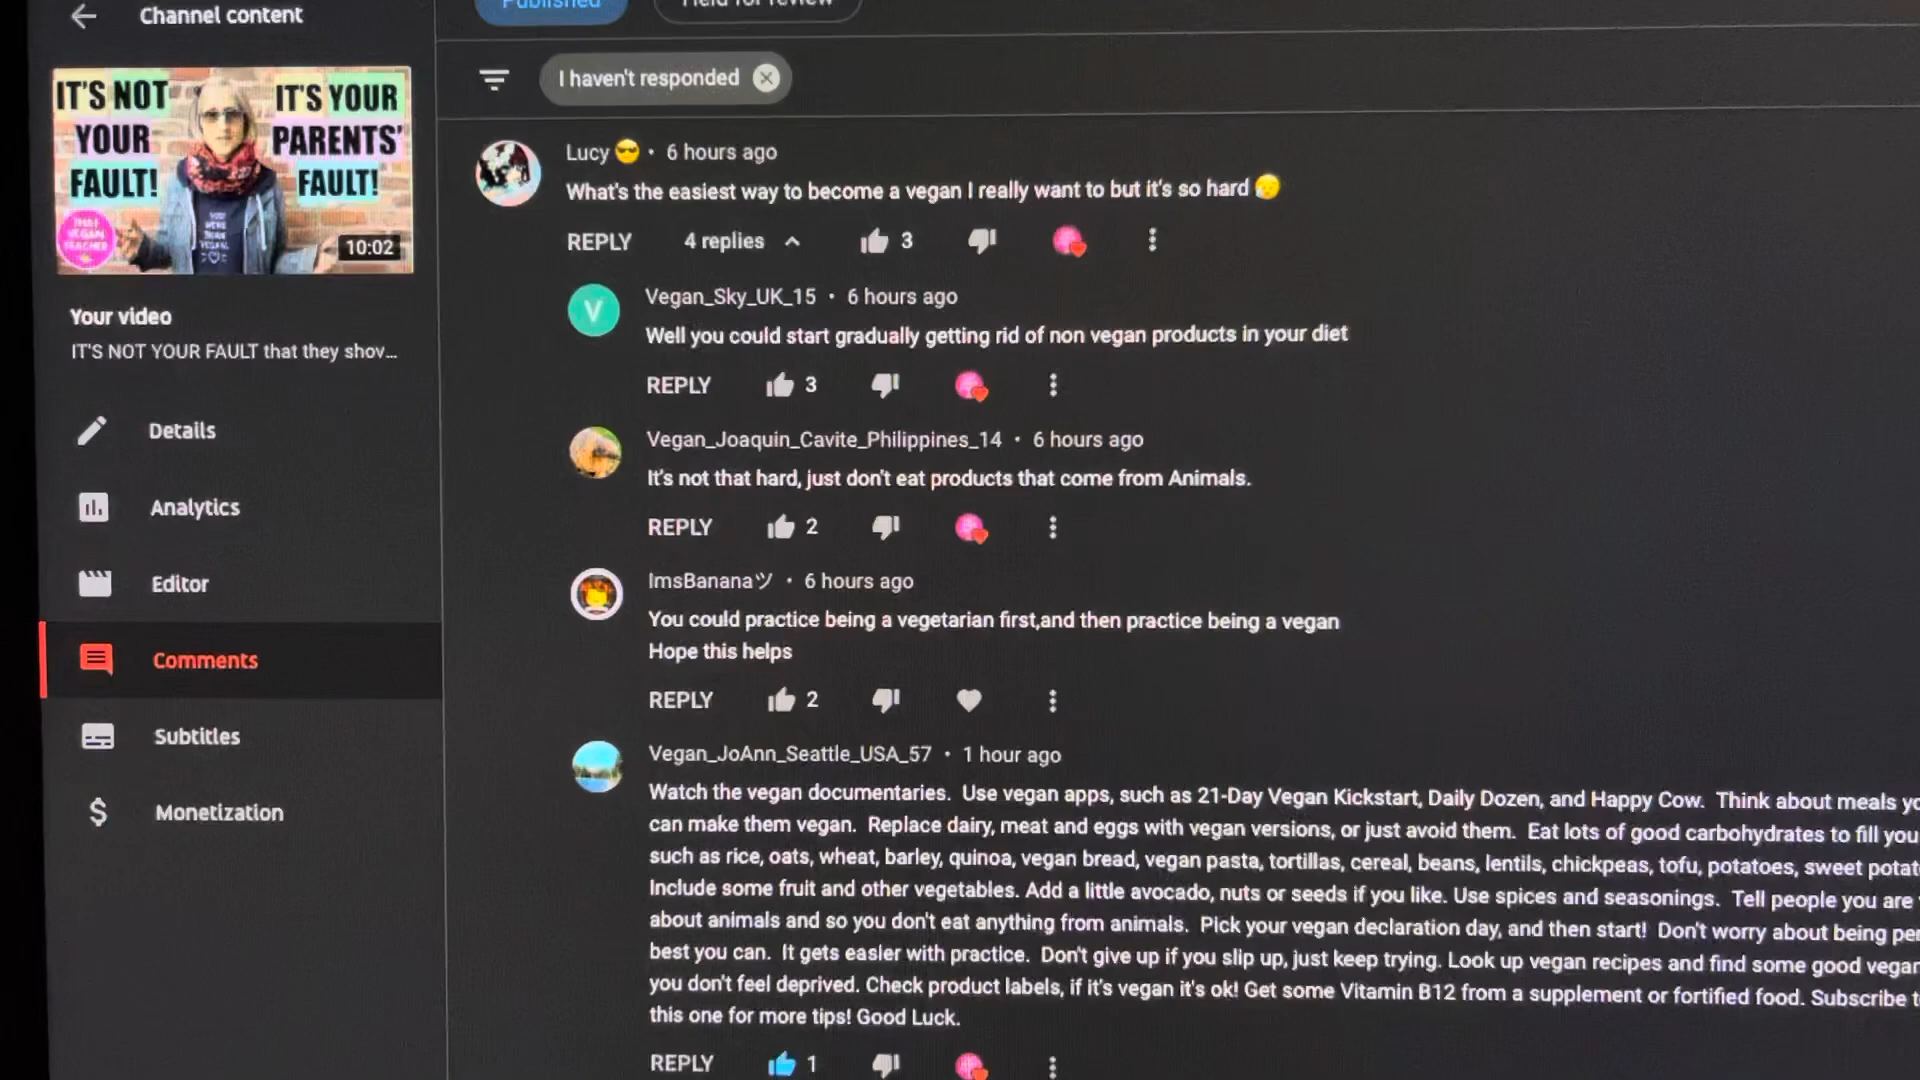 Channel content
Published
Held for review
I haven't responded
IT'S NOT YOUR FAULT!
IT'S YOUR PARENTS' FAULT!
THAT VEGAN TEACHER
10:02
Your video
IT'S NOT YOUR FAULT that they shov...
Details
Analytics
Editor
Comments
Subtitles
Monetization
Lucy 😎 • 6 hours ago
What's the easiest way to become a vegan I really want to but it's so hard 😥
REPLY 4 replies 3
V
Vegan_Sky_UK_15 • 6 hours ago
Well you could start gradually getting rid of non vegan products in your diet
REPLY 3
Vegan_Joaquin_Cavite_Philippines_14 • 6 hours ago
It's not that hard, just don't eat products that come from Animals.
REPLY 2
ImsBananaツ • 6 hours ago
You could practice being a vegetarian first,and then practice being a vegan
Hope this helps
REPLY 2
Vegan_JoAnn_Seattle_USA_57 • 1 hour ago
Watch the vegan documentaries. Use vegan apps, such as 21-Day Vegan Kickstart, Daily Dozen, and Happy Cow. Think about meals
can make them vegan. Replace dairy, meat and eggs with vegan versions, or just avoid them. Eat lots of good carbohydrates to fill you
such as rice, oats, wheat, barley, quinoa, vegan bread, vegan pasta, tortillas, cereal, beans, lentils, chickpeas, tofu, potatoes, sweet
Include some fruit and other vegetables. Add a little avocado, nuts or seeds if you like. Use spices and seasonings. Tell people you are
about animals and so you don't eat anything from animals. Pick your vegan declaration day, and then start! Don't worry about being
best you can. It gets easier with practice. Don't give up if you slip up, just keep trying. Look up vegan recipes and find some good vegan
you don't feel deprived. Check product labels, if it's vegan it's ok! Get some Vitamin B12 from a supplement or fortified food. Subscribe
this one for more tips! Good Luck.
REPLY 1